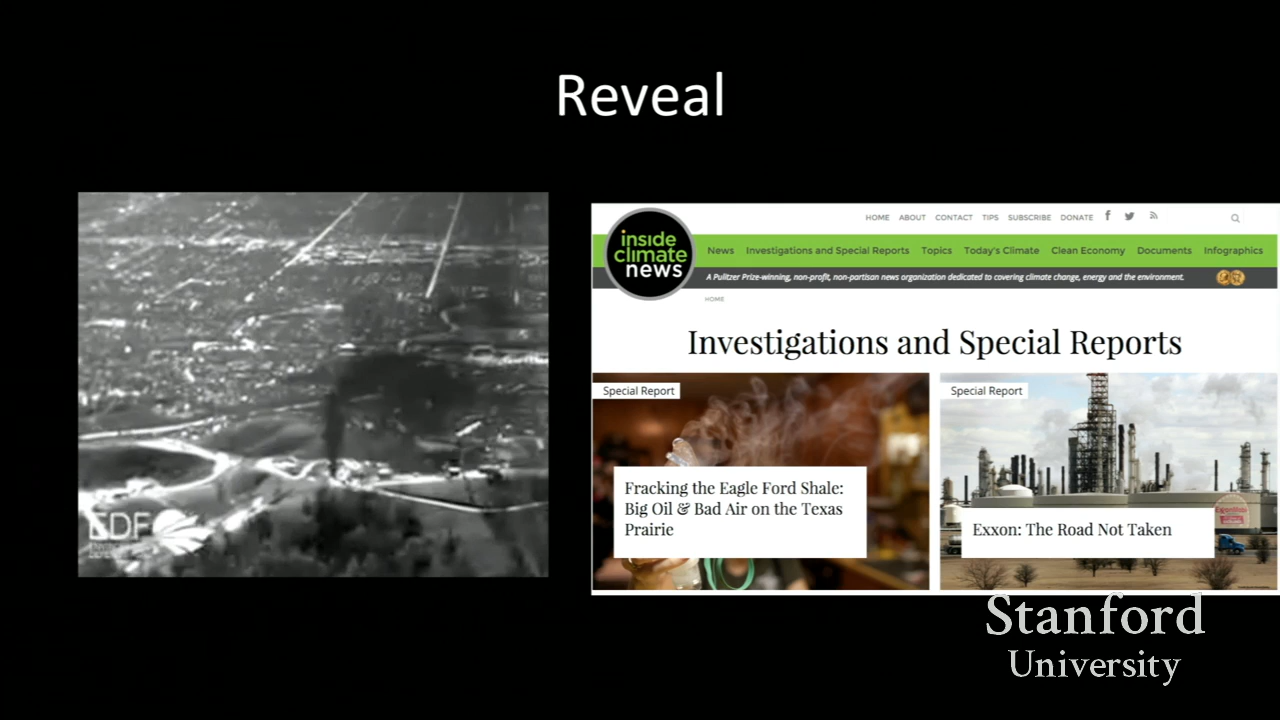 Reveal
HOME ABOUT CONTACT TIPS SUBSCRIBE DONATE
inside
climate
news
News Investigations and Special Reports Topics Today's Climate Clean Economy Documents Infographics
A Pulitzer Prize-winning, non-profit, non-partisan news organization dedicated to covering climate change, energy and the environment.
HOME
Investigations and Special Reports
Special Report
Fracking the Eagle Ford Shale:
Big Oil & Bad Air on the Texas
Prairie
Special Report
Exxon: The Road Not Taken
EDF
Stanford
University